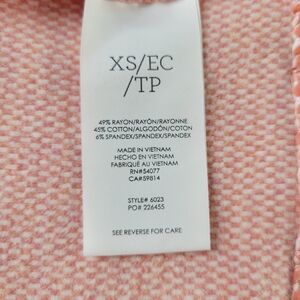 XS/EC
/TP
49% RAYON/RAYÓN/RAYONNE
45% COTTON/ALGODÓN/COTON
6% SPANDEX/SPANDEX/SPANDEX
MADE IN VIETNAM
HECHO EN VIETNAM
FABRIQUÉ AU VIETNAM
RN#54077
CA#59814
STYLE# 6023
PO# 226455
SEE REVERSE FOR CARE